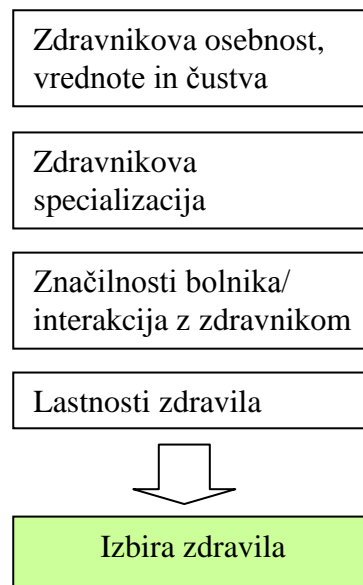 Zdravnikova osebnost,
vrednote in čustva
Zdravnikova
specializacija
Značilnosti bolnika/
interakcija z zdravnikom
Lastnosti zdravila
Izbira zdravila